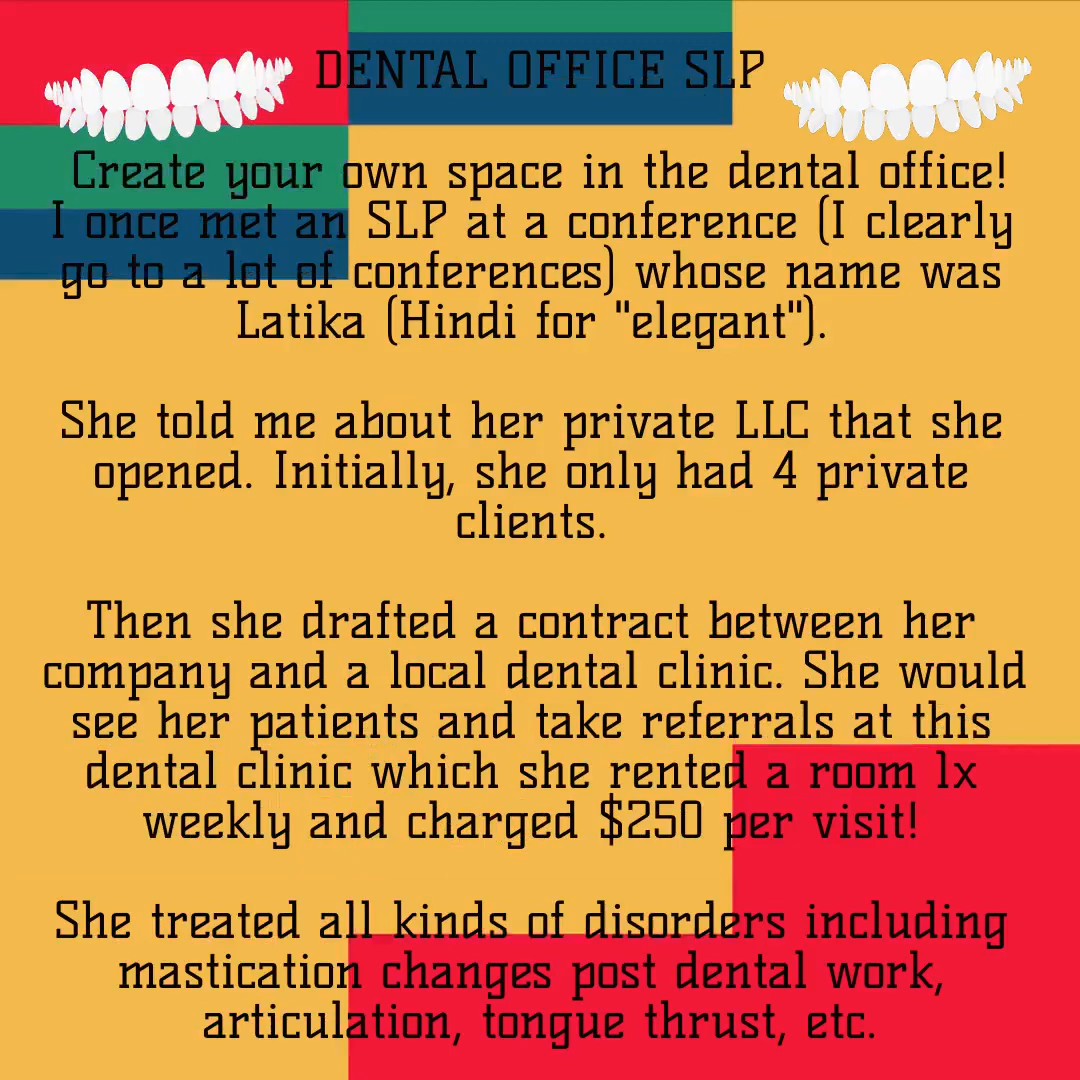 DENTAL OFFICE SLP
Create your own space in the dental office!
I once met an SLP at a conference (I clearly
go to a lot of conferences) whose name was
Latika (Hindi for "elegant").
She told me about her private LLC that she
opened. Initially, she only had 4 private
clients.
Then she drafted a contract between her
company and a local dental clinic. She would
see her patients and take referrals at this
dental clinic which she rented a room 1x
weekly and charged $250 per visit!
She treated all kinds of disorders including
mastication changes post dental work,
articulation, tongue thrust, etc.